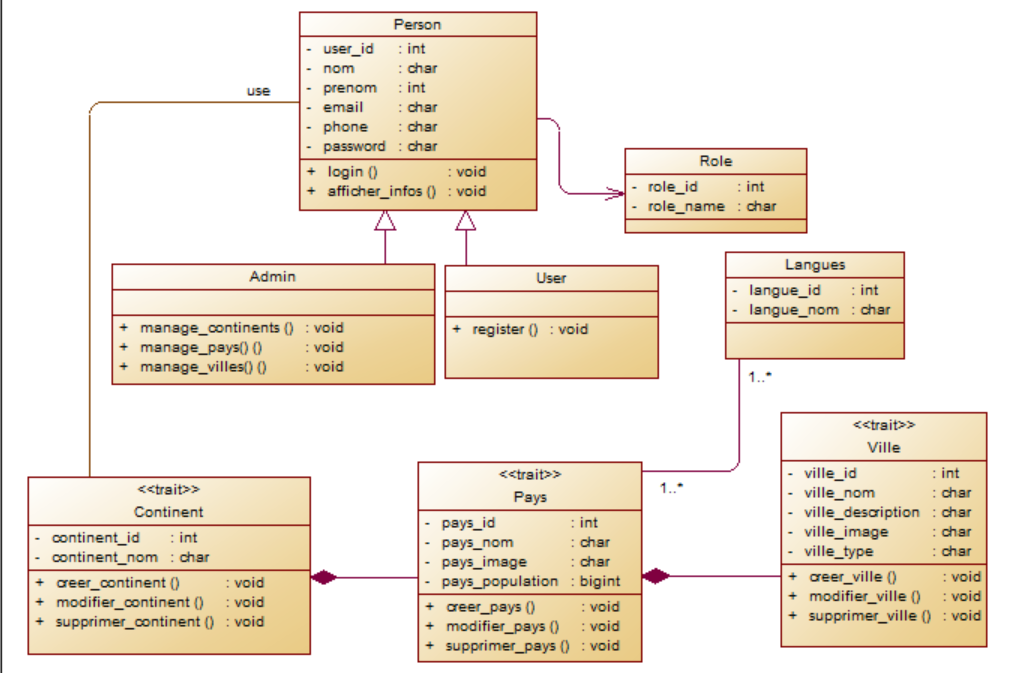 Person
- user_id : int
- nom : char
- prenom : int
- email : char
- phone : char
- password : char
+ login () : void
+ afficher_infos () : void
use
Role
- role_id : int
- role_name : char
Admin
+ manage_continents () : void
+ manage_pays() () : void
+ manage_villes() () : void
User
+ register () : void
Langues
- langue_id : int
- langue_nom : char
1..*
1..*
<<trait>>
Continent
- continent_id : int
- continent_nom : char
+ creer_continent () : void
+ modifier_continent () : void
+ supprimer_continent () : void
<<trait>>
Pays
- pays_id : int
- pays_nom : char
- pays_image : char
- pays_population : bigint
+ creer_pays () : void
+ modifier_pays () : void
+ supprimer_pays () : void
<<trait>>
Ville
- ville_id : int
- ville_nom : char
- ville_description : char
- ville_image : char
- ville_type : char
+ creer_ville () : void
+ modifier_ville () : void
+ supprimer_ville () : void